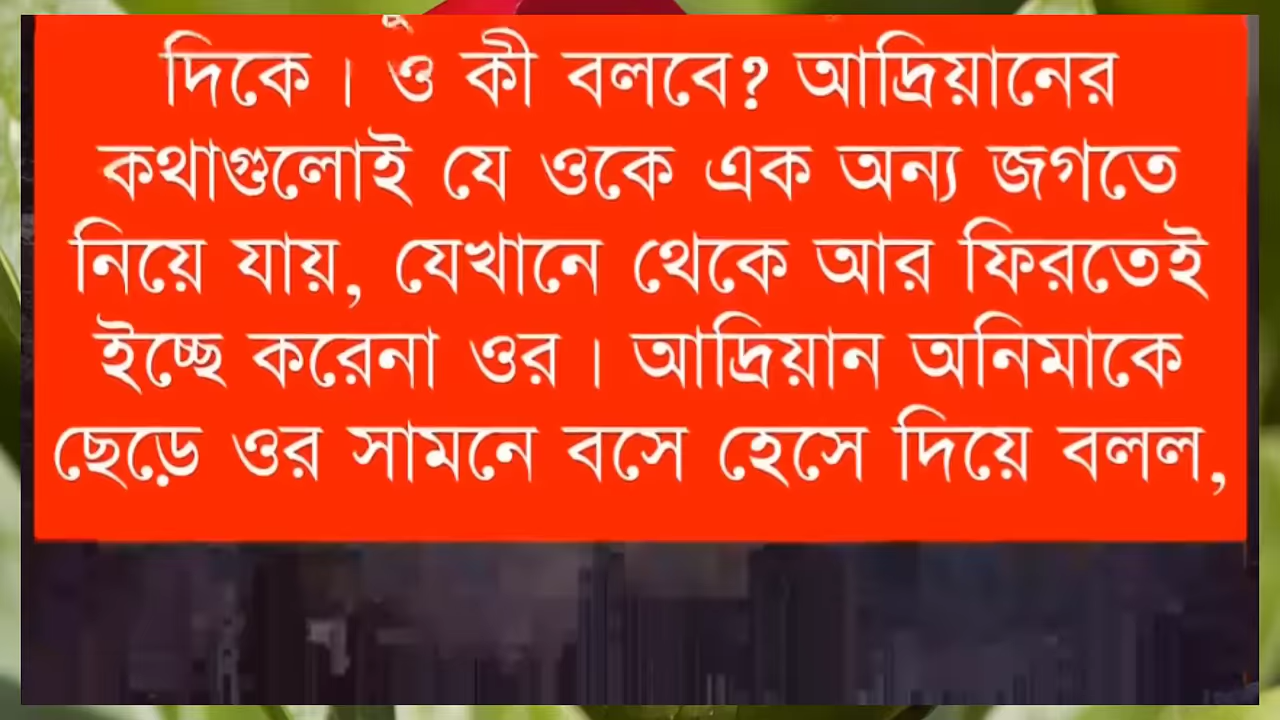 দিকে। ও কী বলবে? আদ্রিয়ানের
কথাগুলোই যে ওকে এক অন্য জগতে
নিয়ে যায়, যেখানে থেকে আর ফিরতেই
ইচ্ছে করেনা ওর। আদ্রিয়ান অনিমাকে
ছেড়ে ওর সামনে বসে হেসে দিয়ে বলল,